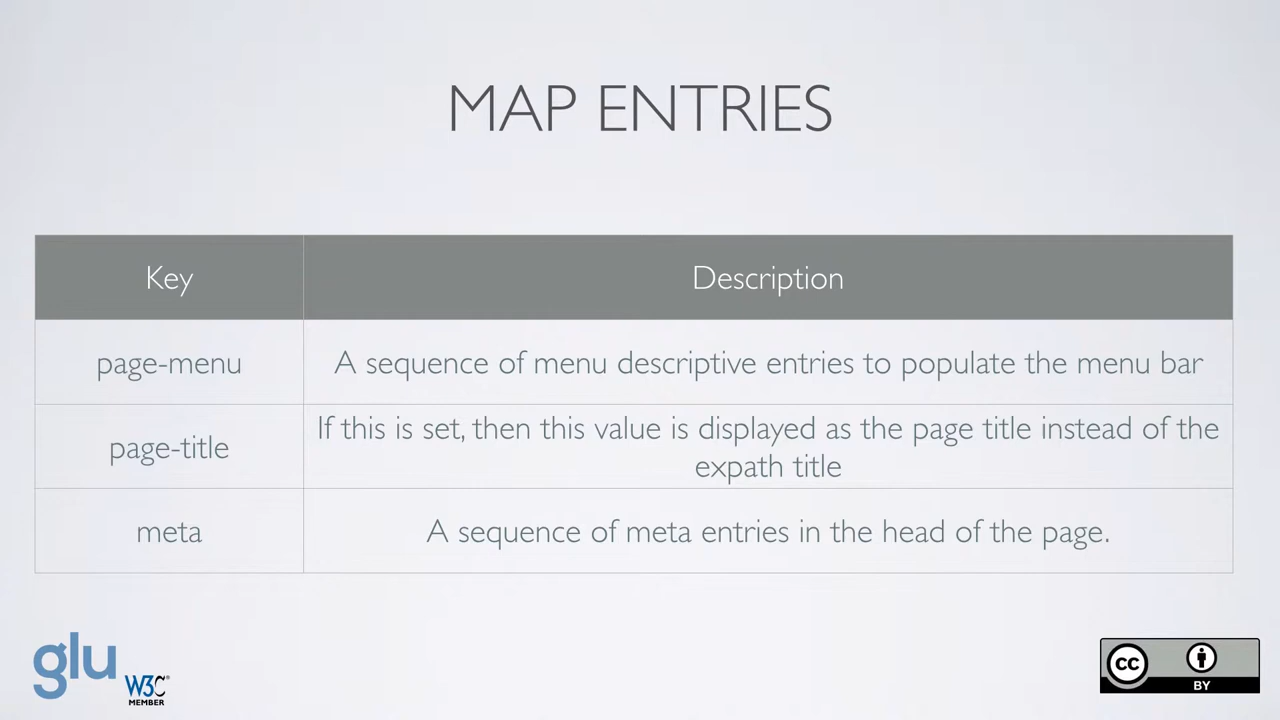 MAP ENTRIES
Key
Description
page-menu
A sequence of menu descriptive entries to populate the menu bar
page-title
If this is set, then this value is displayed as the page title instead of the
expath title
meta
A sequence of meta entries in the head of the page.
glu
W3C®
MEMBER
cc
BY